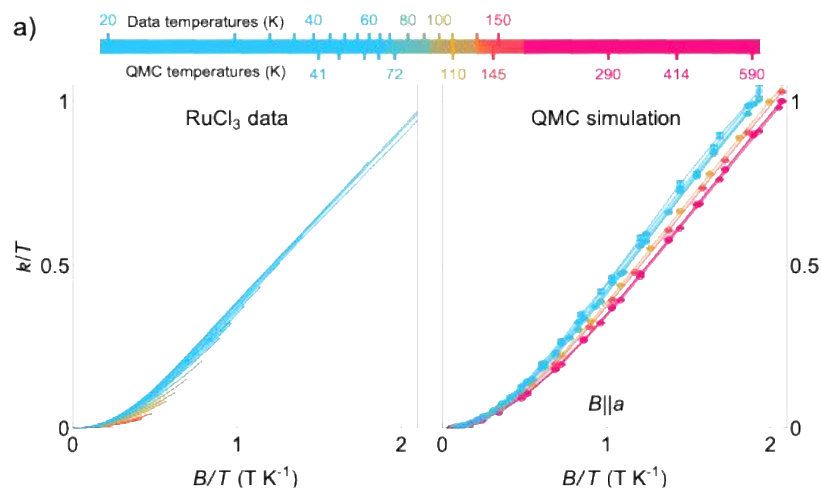 a)
Data temperatures (K)
20 40 60 80 100 150
QMC temperatures (K)
41 72 110 145 290 414 590
RuCl₃ data
QMC simulation
1
0.5
0
k/T
0 1 2
B/T (T K⁻¹)
B||a
0 1 2
B/T (T K⁻¹)
1
0.5
0